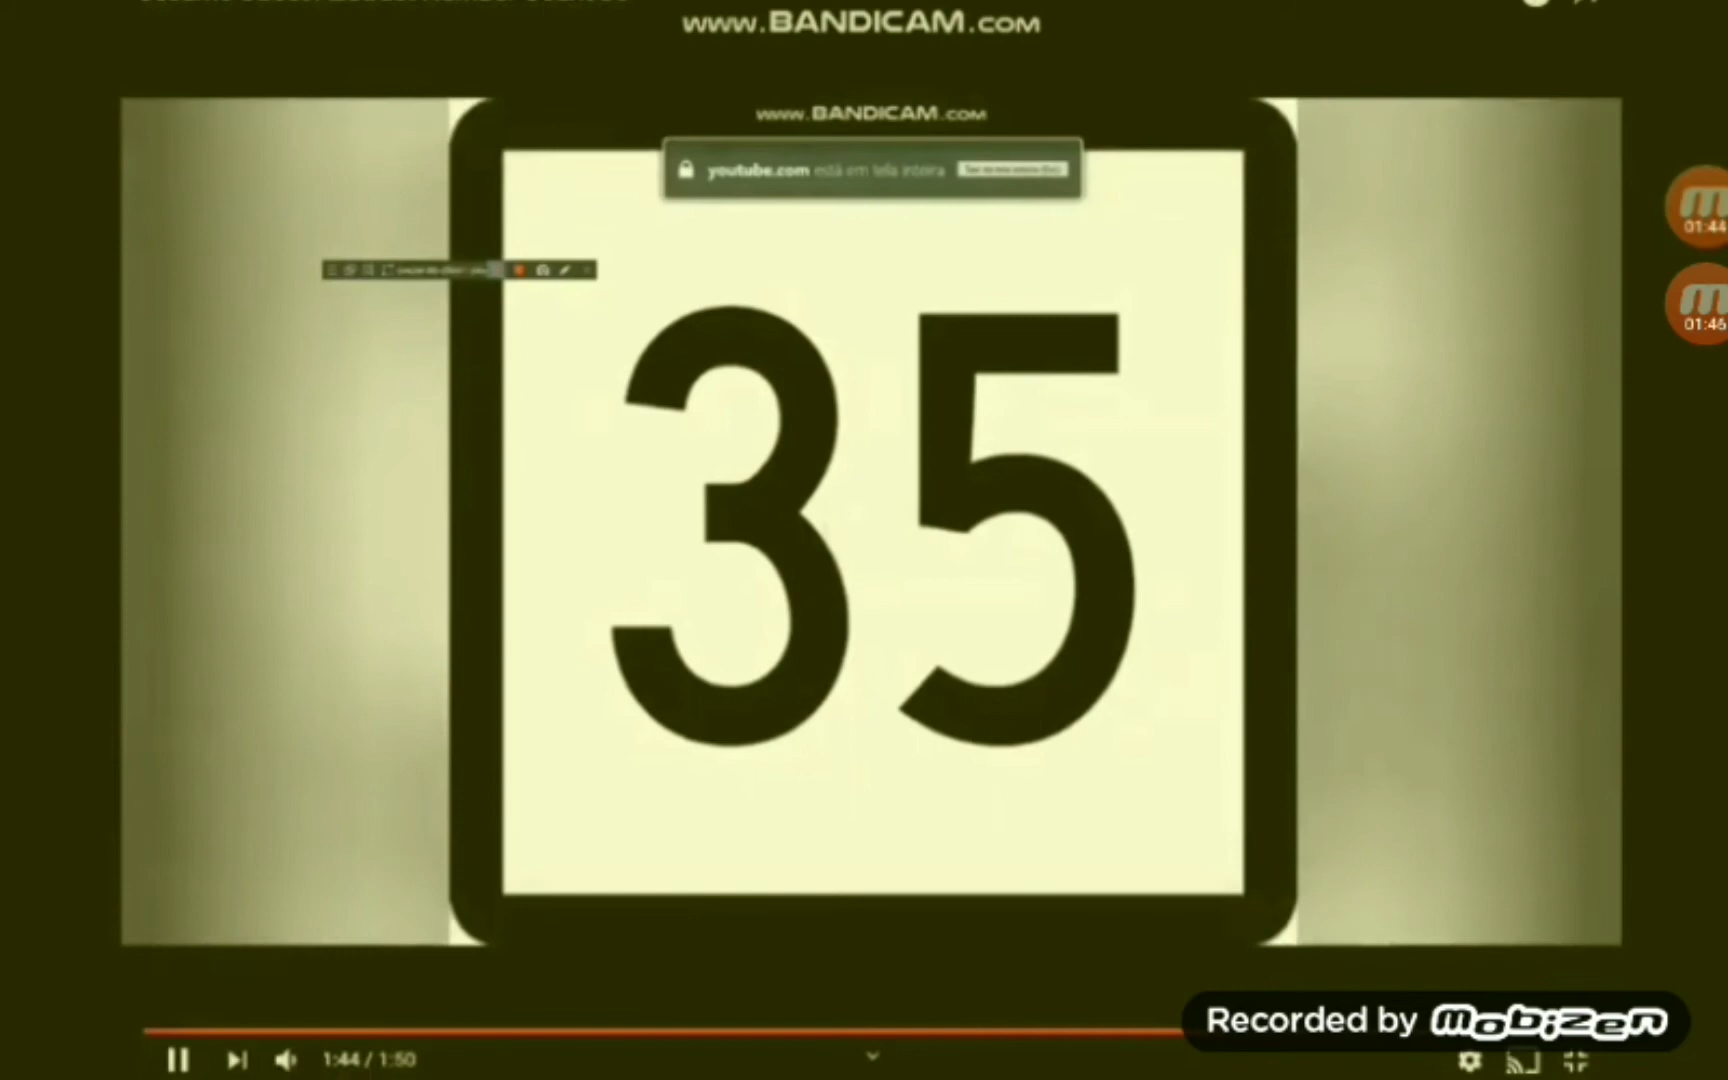 www.BANDICAM.com
www.BANDICAM.com
youtube.com está em tela inteira
01:44
01:46
35
Recorded by mobizen
1:44 / 1:50